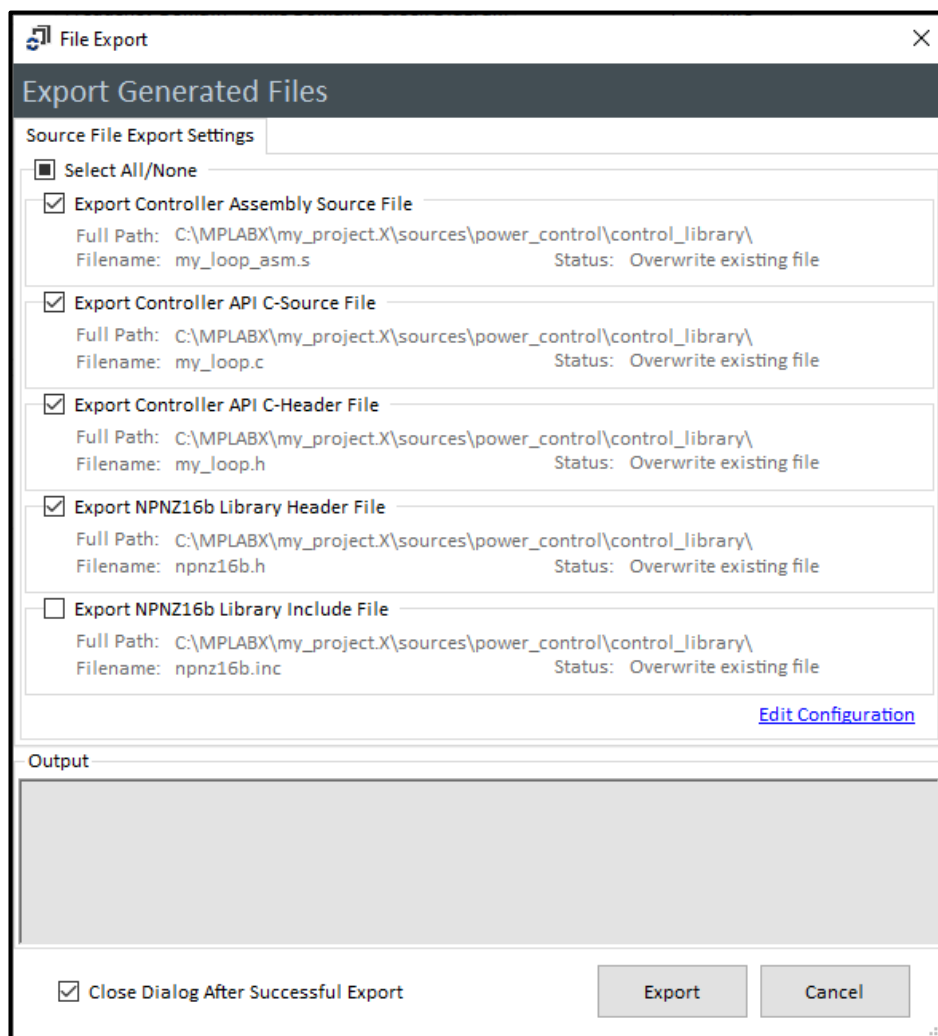 File Export
Export Generated Files
Source File Export Settings
Select All/None
Export Controller Assembly Source File
Full Path: C:\MPLABX\my_project.X\sources\power_control\control_library\
Filename: my_loop_asm.s Status: Overwrite existing file
Export Controller API C-Source File
Full Path: C:\MPLABX\my_project.X\sources\power_control\control_library\
Filename: my_loop.c Status: Overwrite existing file
Export Controller API C-Header File
Full Path: C:\MPLABX\my_project.X\sources\power_control\control_library\
Filename: my_loop.h Status: Overwrite existing file
Export NPNZ16b Library Header File
Full Path: C:\MPLABX\my_project.X\sources\power_control\control_library\
Filename: npnz16b.h Status: Overwrite existing file
Export NPNZ16b Library Include File
Full Path: C:\MPLABX\my_project.X\sources\power_control\control_library\
Filename: npnz16b.inc Status: Overwrite existing file
Edit Configuration
Output
Close Dialog After Successful Export Export Cancel